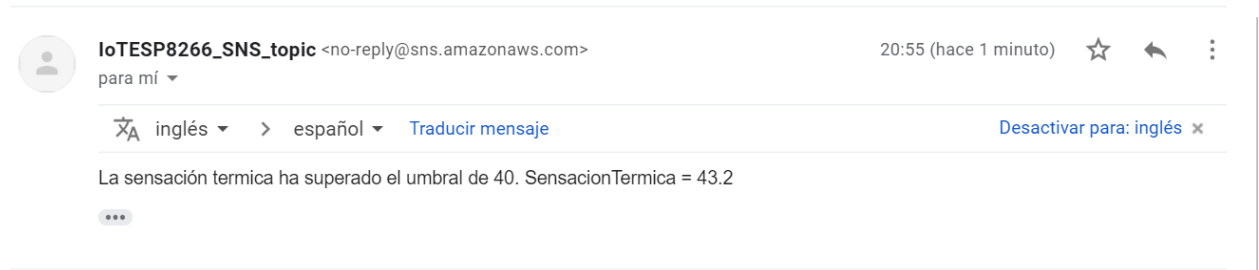 IoTESP8266_SNS_topic <no-reply@sns.amazonaws.com> 20:55 (hace 1 minuto)
para mí
inglés > español Traducir mensaje Desactivar para: inglés ×
La sensación termica ha superado el umbral de 40. SensacionTermica = 43.2